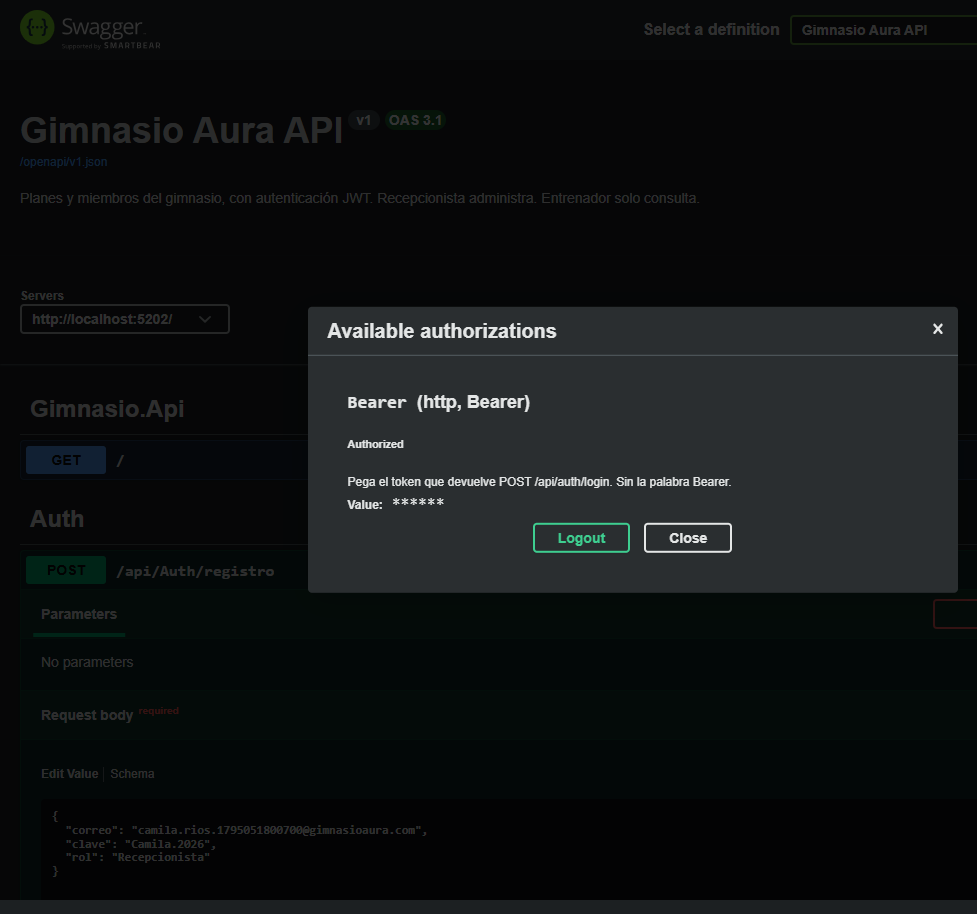 Swagger.
Supported by SMARTBEAR
Select a definition
Gimnasio Aura API
Gimnasio Aura API v1 OAS 3.1
/openapi/v1.json
Planes y miembros del gimnasio, con autenticación JWT. Recepcionista administra. Entrenador solo consulta.
Servers
http://localhost:5202/
Available authorizations
x
Bearer (http, Bearer)
Authorized
Pega el token que devuelve POST /api/auth/login. Sin la palabra Bearer.
Value: ******
Logout Close
Gimnasio.Api
GET /
Auth
POST /api/Auth/registro
Parameters
No parameters
Request body required
Edit Value | Schema
{
"correo": "camila.rios.1795051800700@gimnasioaura.com",
"clave": "Camila.2026",
"rol": "Recepcionista"
}